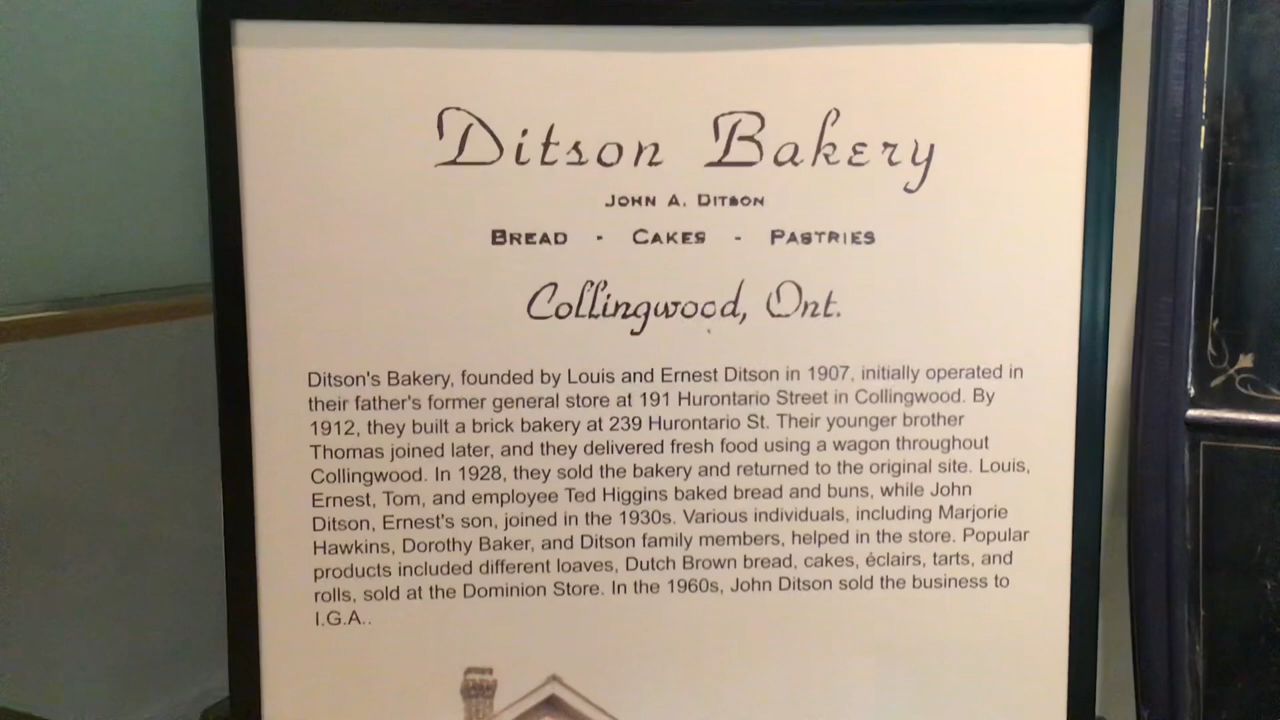 Ditson Bakery
John A. Ditson
Bread - Cakes - Pastries
Collingwood, Ont.
Ditson's Bakery, founded by Louis and Ernest Ditson in 1907, initially operated in
their father's former general store at 191 Hurontario Street in Collingwood. By
1912, they built a brick bakery at 239 Hurontario St. Their younger brother
Thomas joined later, and they delivered fresh food using a wagon throughout
Collingwood. In 1928, they sold the bakery and returned to the original site. Louis,
Ernest, Tom, and employee Ted Higgins baked bread and buns, while John
Ditson, Ernest's son, joined in the 1930s. Various individuals, including Marjorie
Hawkins, Dorothy Baker, and Ditson family members, helped in the store. Popular
products included different loaves, Dutch Brown bread, cakes, éclairs, tarts, and
rolls, sold at the Dominion Store. In the 1960s, John Ditson sold the business to
I.G.A..